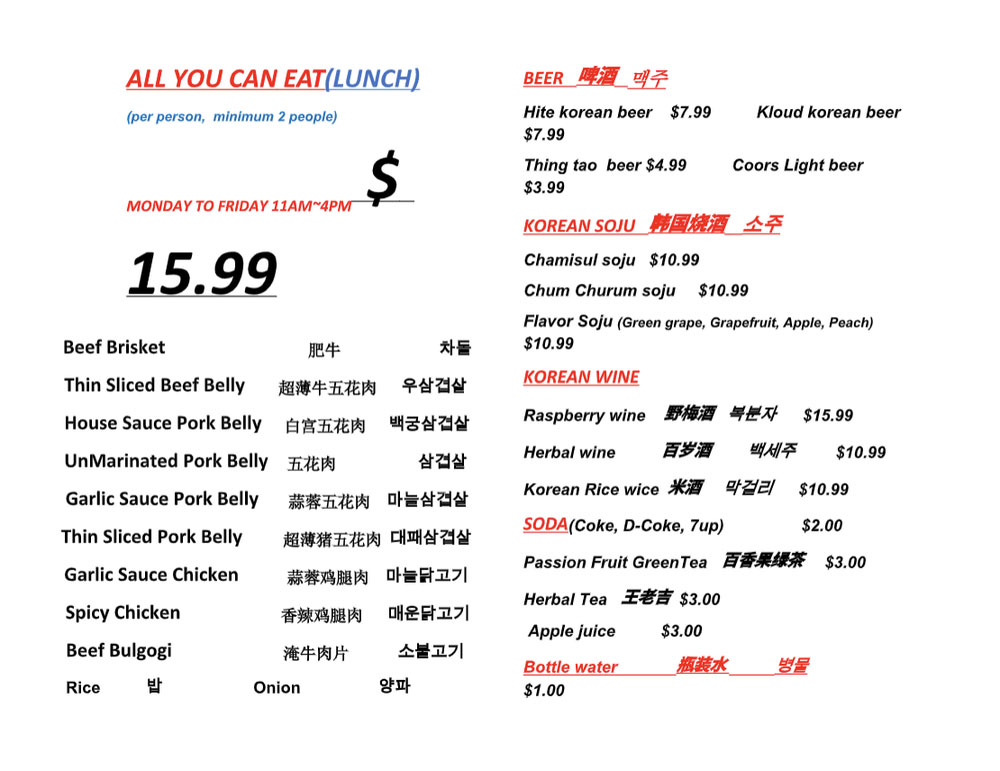 ALL YOU CAN EAT(LUNCH)
(per person, minimum 2 people)
MONDAY TO FRIDAY 11AM~4PM $
15.99
Beef Brisket 肥牛 차돌
Thin Sliced Beef Belly 超薄牛五花肉 우삼겹살
House Sauce Pork Belly 白宫五花肉 백궁삼겹살
UnMarinated Pork Belly 五花肉 삼겹살
Garlic Sauce Pork Belly 蒜蓉五花肉 마늘삼겹살
Thin Sliced Pork Belly 超薄猪五花肉 대패삼겹살
Garlic Sauce Chicken 蒜蓉鸡腿肉 마늘닭고기
Spicy Chicken 香辣鸡腿肉 매운닭고기
Beef Bulgogi 淹牛肉片 소불고기
Rice 밥 Onion 양파
BEER 啤酒 맥주
Hite korean beer $7.99 Kloud korean beer
$7.99
Thing tao beer $4.99 Coors Light beer
$3.99
KOREAN SOJU 韩国烧酒 소주
Chamisul soju $10.99
Chum Churum soju $10.99
Flavor Soju (Green grape, Grapefruit, Apple, Peach)
$10.99
KOREAN WINE
Raspberry wine 野梅酒 복분자 $15.99
Herbal wine 百岁酒 백세주 $10.99
Korean Rice wice 米酒 막걸리 $10.99
SODA(Coke, D-Coke, 7up) $2.00
Passion Fruit GreenTea 百香果绿茶 $3.00
Herbal Tea 王老吉 $3.00
Apple juice $3.00
Bottle water 瓶装水 병물
$1.00